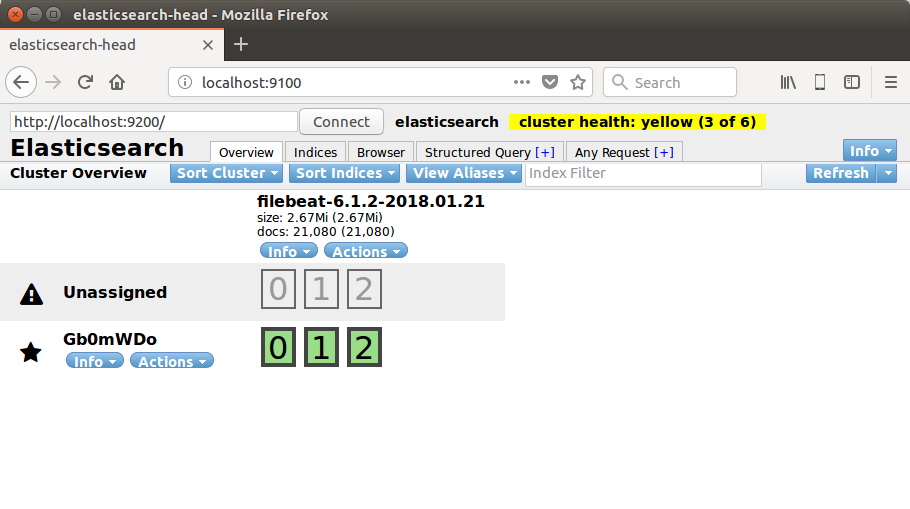 elasticsearch-head - Mozilla Firefox
elasticsearch-head
localhost:9100
Search
http://localhost:9200/ Connect elasticsearch cluster health: yellow (3 of 6)
Elasticsearch Overview Indices Browser Structured Query [+] Any Request [+] Info
Cluster Overview Sort Cluster Sort Indices View Aliases Index Filter Refresh
filebeat-6.1.2-2018.01.21
size: 2.67Mi (2.67Mi)
docs: 21,080 (21,080)
Info Actions
Unassigned 0 1 2
Gb0mWDo 0 1 2
Info Actions